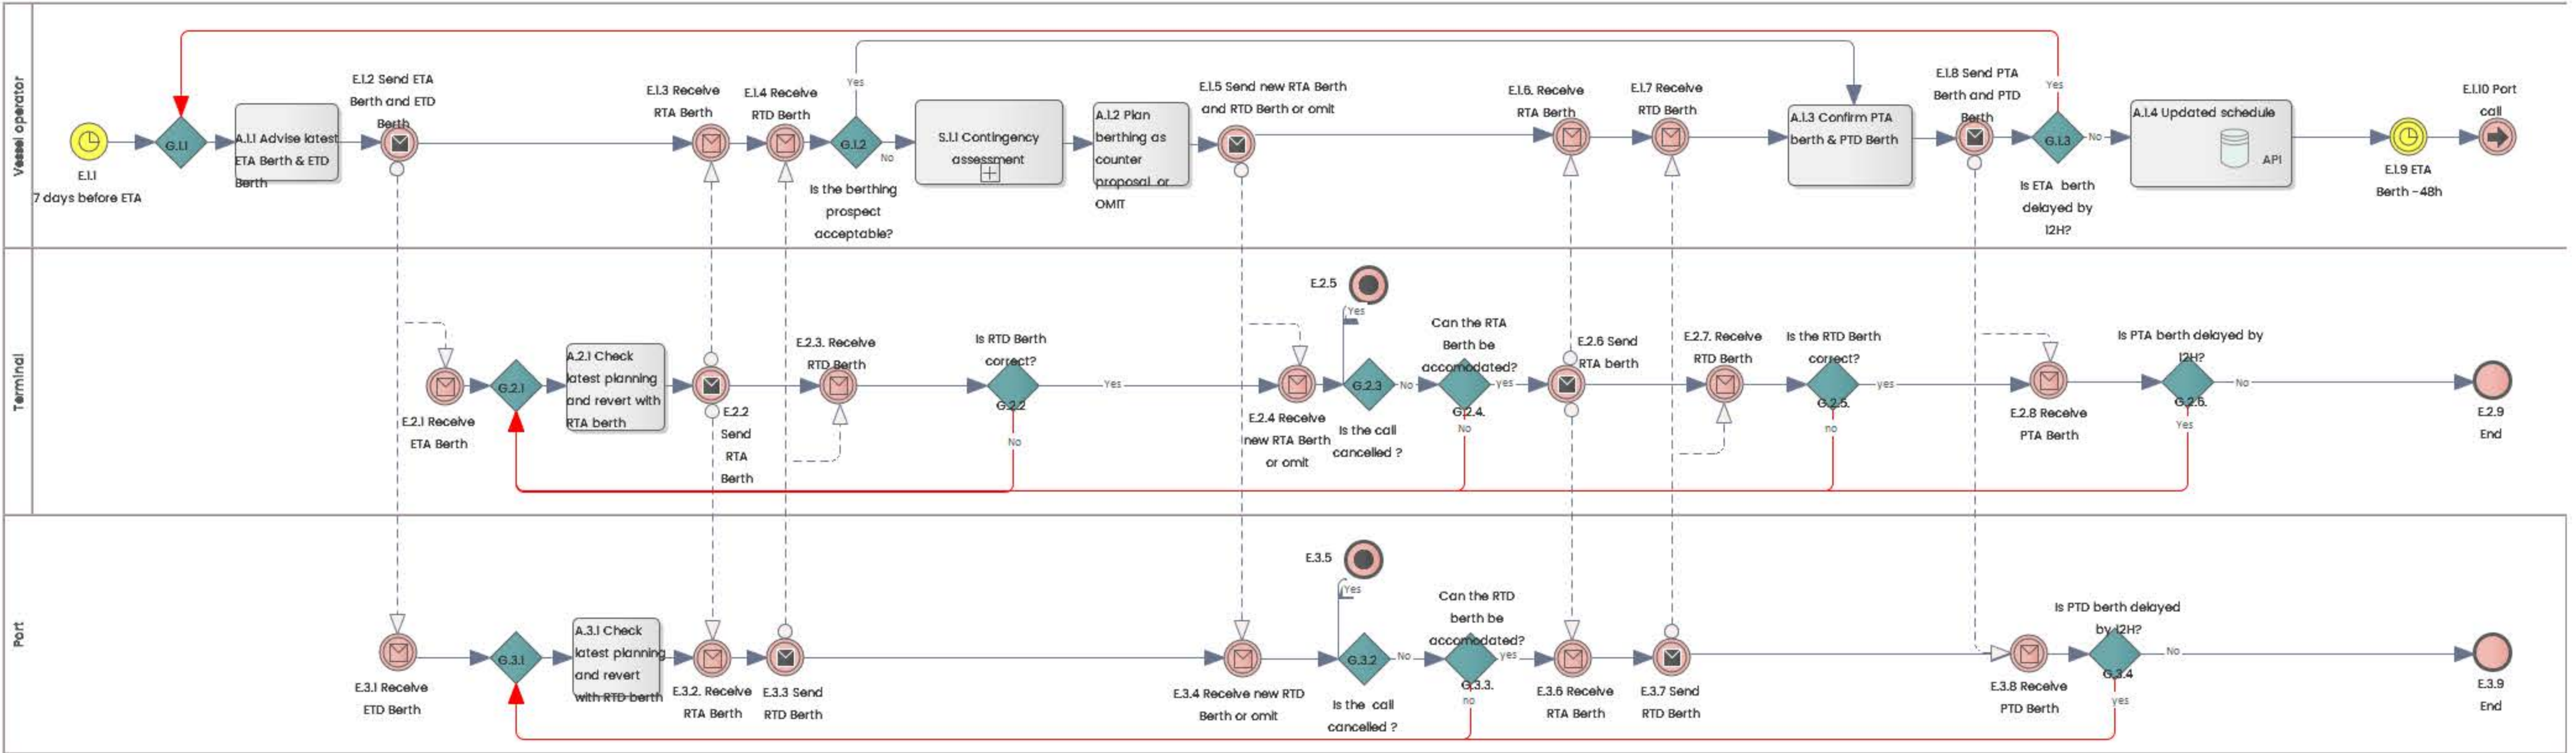 Vessel operator
E.1.1
7 days before ETA
G.1.1
A.1.1 Advise latest
ETA Berth & ETD
Berth
E.1.2 Send ETA
Berth and ETD
Berth
E.1.3 Receive
RTA Berth
E.1.4 Receive
RTD Berth
Yes
G.1.2
No
Is the berthing
prospect
acceptable?
S.1.1 Contingency
assessment
A.1.2 Plan
berthing as
counter
proposal or
OMIT
E.1.5 Send new RTA Berth
and RTD Berth or omit
E.1.6. Receive
RTA Berth
E.1.7 Receive
RTD Berth
A.1.3 Confirm PTA
berth & PTD Berth
E.1.8 Send PTA
Berth and PTD
Berth
Yes
G.1.3
No
Is ETA berth
delayed by
12H?
A.1.4 Updated schedule
API
E.1.9 ETA
Berth -48h
E.1.10 Port
call
Terminal
E.2.1 Receive
ETA Berth
G.2.1
A.2.1 Check
latest planning
and revert with
RTA berth
E.2.2
Send
RTA
Berth
E.2.3. Receive
RTD Berth
Is RTD Berth
correct?
G.2.2
Yes
No
E.2.4 Receive
new RTA Berth
or omit
E.2.5
Yes
G.2.3
No
Is the call
cancelled ?
Can the RTA
Berth be
accomodated?
G.2.4.
yes
No
E.2.6 Send
RTA berth
E.2.7. Receive
RTD Berth
Is the RTD Berth
correct?
G.2.5.
yes
no
E.2.8 Receive
PTA Berth
Is PTA berth delayed by
12H?
G.2.6.
No
Yes
E.2.9
End
Port
E.3.1 Receive
ETD Berth
G.3.1
A.3.1 Check
latest planning
and revert
with RTD berth
E.3.2. Receive
RTA Berth
E.3.3 Send
RTD Berth
E.3.4 Receive new RTD
Berth or omit
E.3.5
Yes
G.3.2
No
Is the call
cancelled ?
Can the RTD
berth be
accomodated?
G.3.3.
yes
no
E.3.6 Receive
RTA Berth
E.3.7 Send
RTD Berth
E.3.8 Receive
PTD Berth
Is PTD berth delayed
by 12H?
G.3.4
No
yes
E.3.9
End